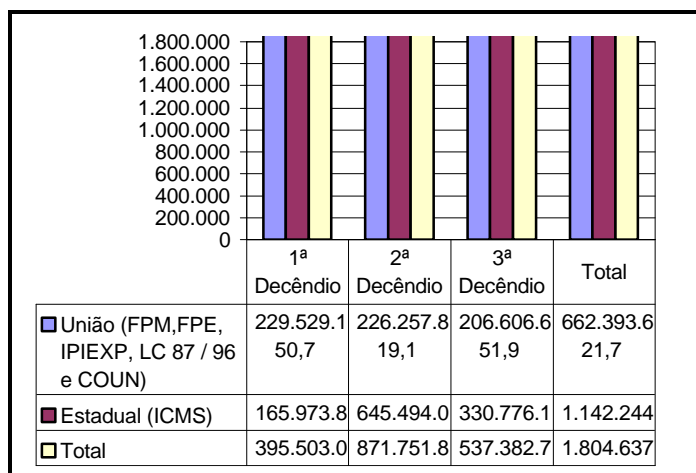 1.800.000
1.600.000
1.400.000
1.200.000
1.000.000
800.000
600.000
400.000
200.000
0
1ª Decêndio
2ª Decêndio
3ª Decêndio
Total
União (FPM,FPE, 229.529.1 226.257.8 206.606.6 662.393.6
IPIEXP, LC 87 / 96 50,7 19,1 51,9 21,7
e COUN)
Estadual (ICMS) 165.973.8 645.494.0 330.776.1 1.142.244
Total 395.503.0 871.751.8 537.382.7 1.804.637